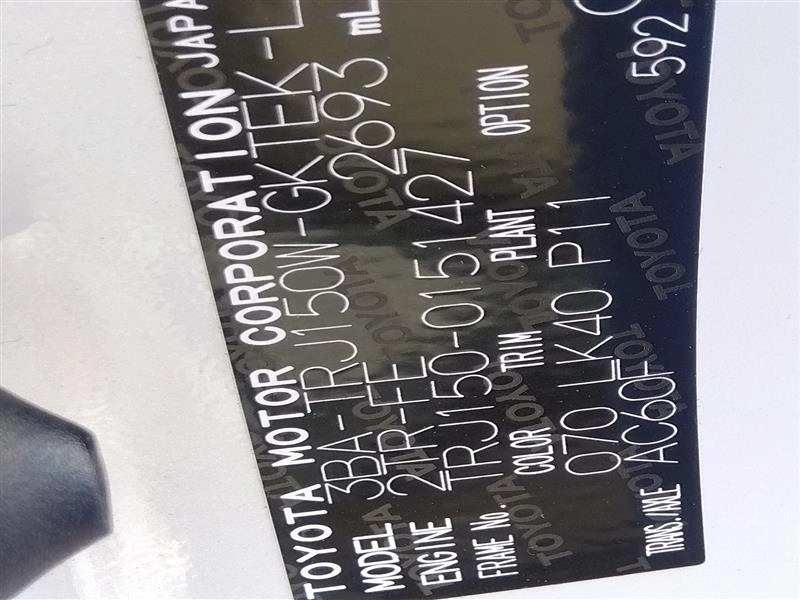 TOYOTA MOTOR CORPORATION JAPA
MODEL 3BA-TRJ150W-GKTEK-L
ENGINE 2TR-FE 2693 mL
FRAME No. TRJ150-0151427
COLOR TRIM PLANT OPTION
070 LK40 P11
TRANS./AXLE AC60F 592